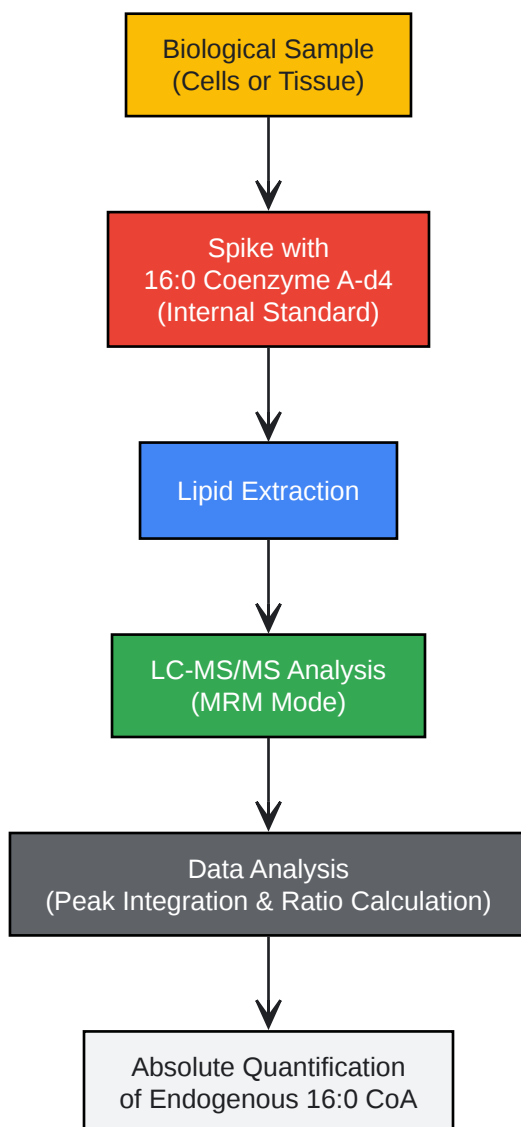 Biological Sample
(Cells or Tissue)
Spike with
16:0 Coenzyme A-d4
(Internal Standard)
Lipid Extraction
LC-MS/MS Analysis
(MRM Mode)
Data Analysis
(Peak Integration & Ratio Calculation)
Absolute Quantification
of Endogenous 16:0 CoA